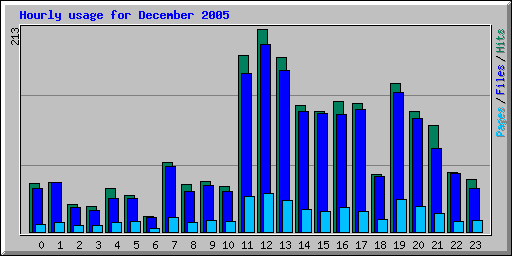 Hourly usage for December 2005
213
Pages / Files / Hits
0 1 2 3 4 5 6 7 8 9 10 11 12 13 14 15 16 17 18 19 20 21 22 23